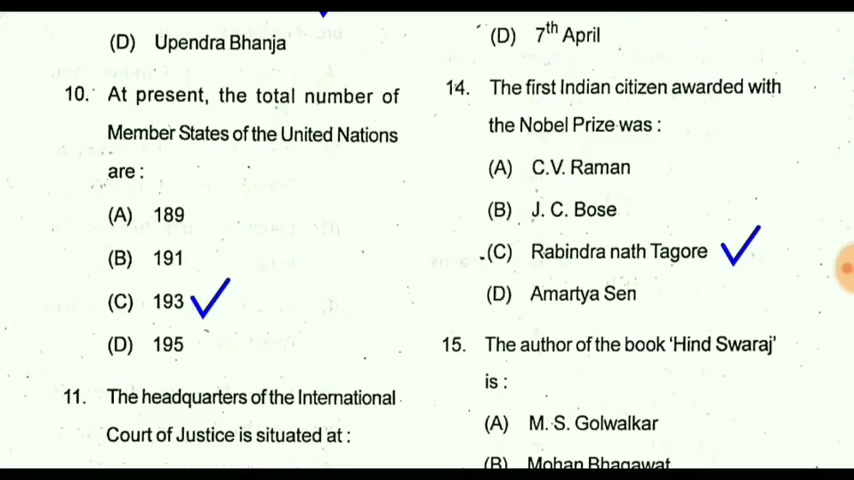 (D) Upendra Bhanja
10. At present, the total number of
Member States of the United Nations
are :
(A) 189
(B) 191
(C) 193
(D) 195
11. The headquarters of the International
Court of Justice is situated at :
(D) 7th April
14. The first Indian citizen awarded with
the Nobel Prize was :
(A) C.V. Raman
(B) J. C. Bose
(C) Rabindra nath Tagore
(D) Amartya Sen
15. The author of the book 'Hind Swaraj'
is :
(A) M. S. Golwalkar
(B) Mohan Bhagawat